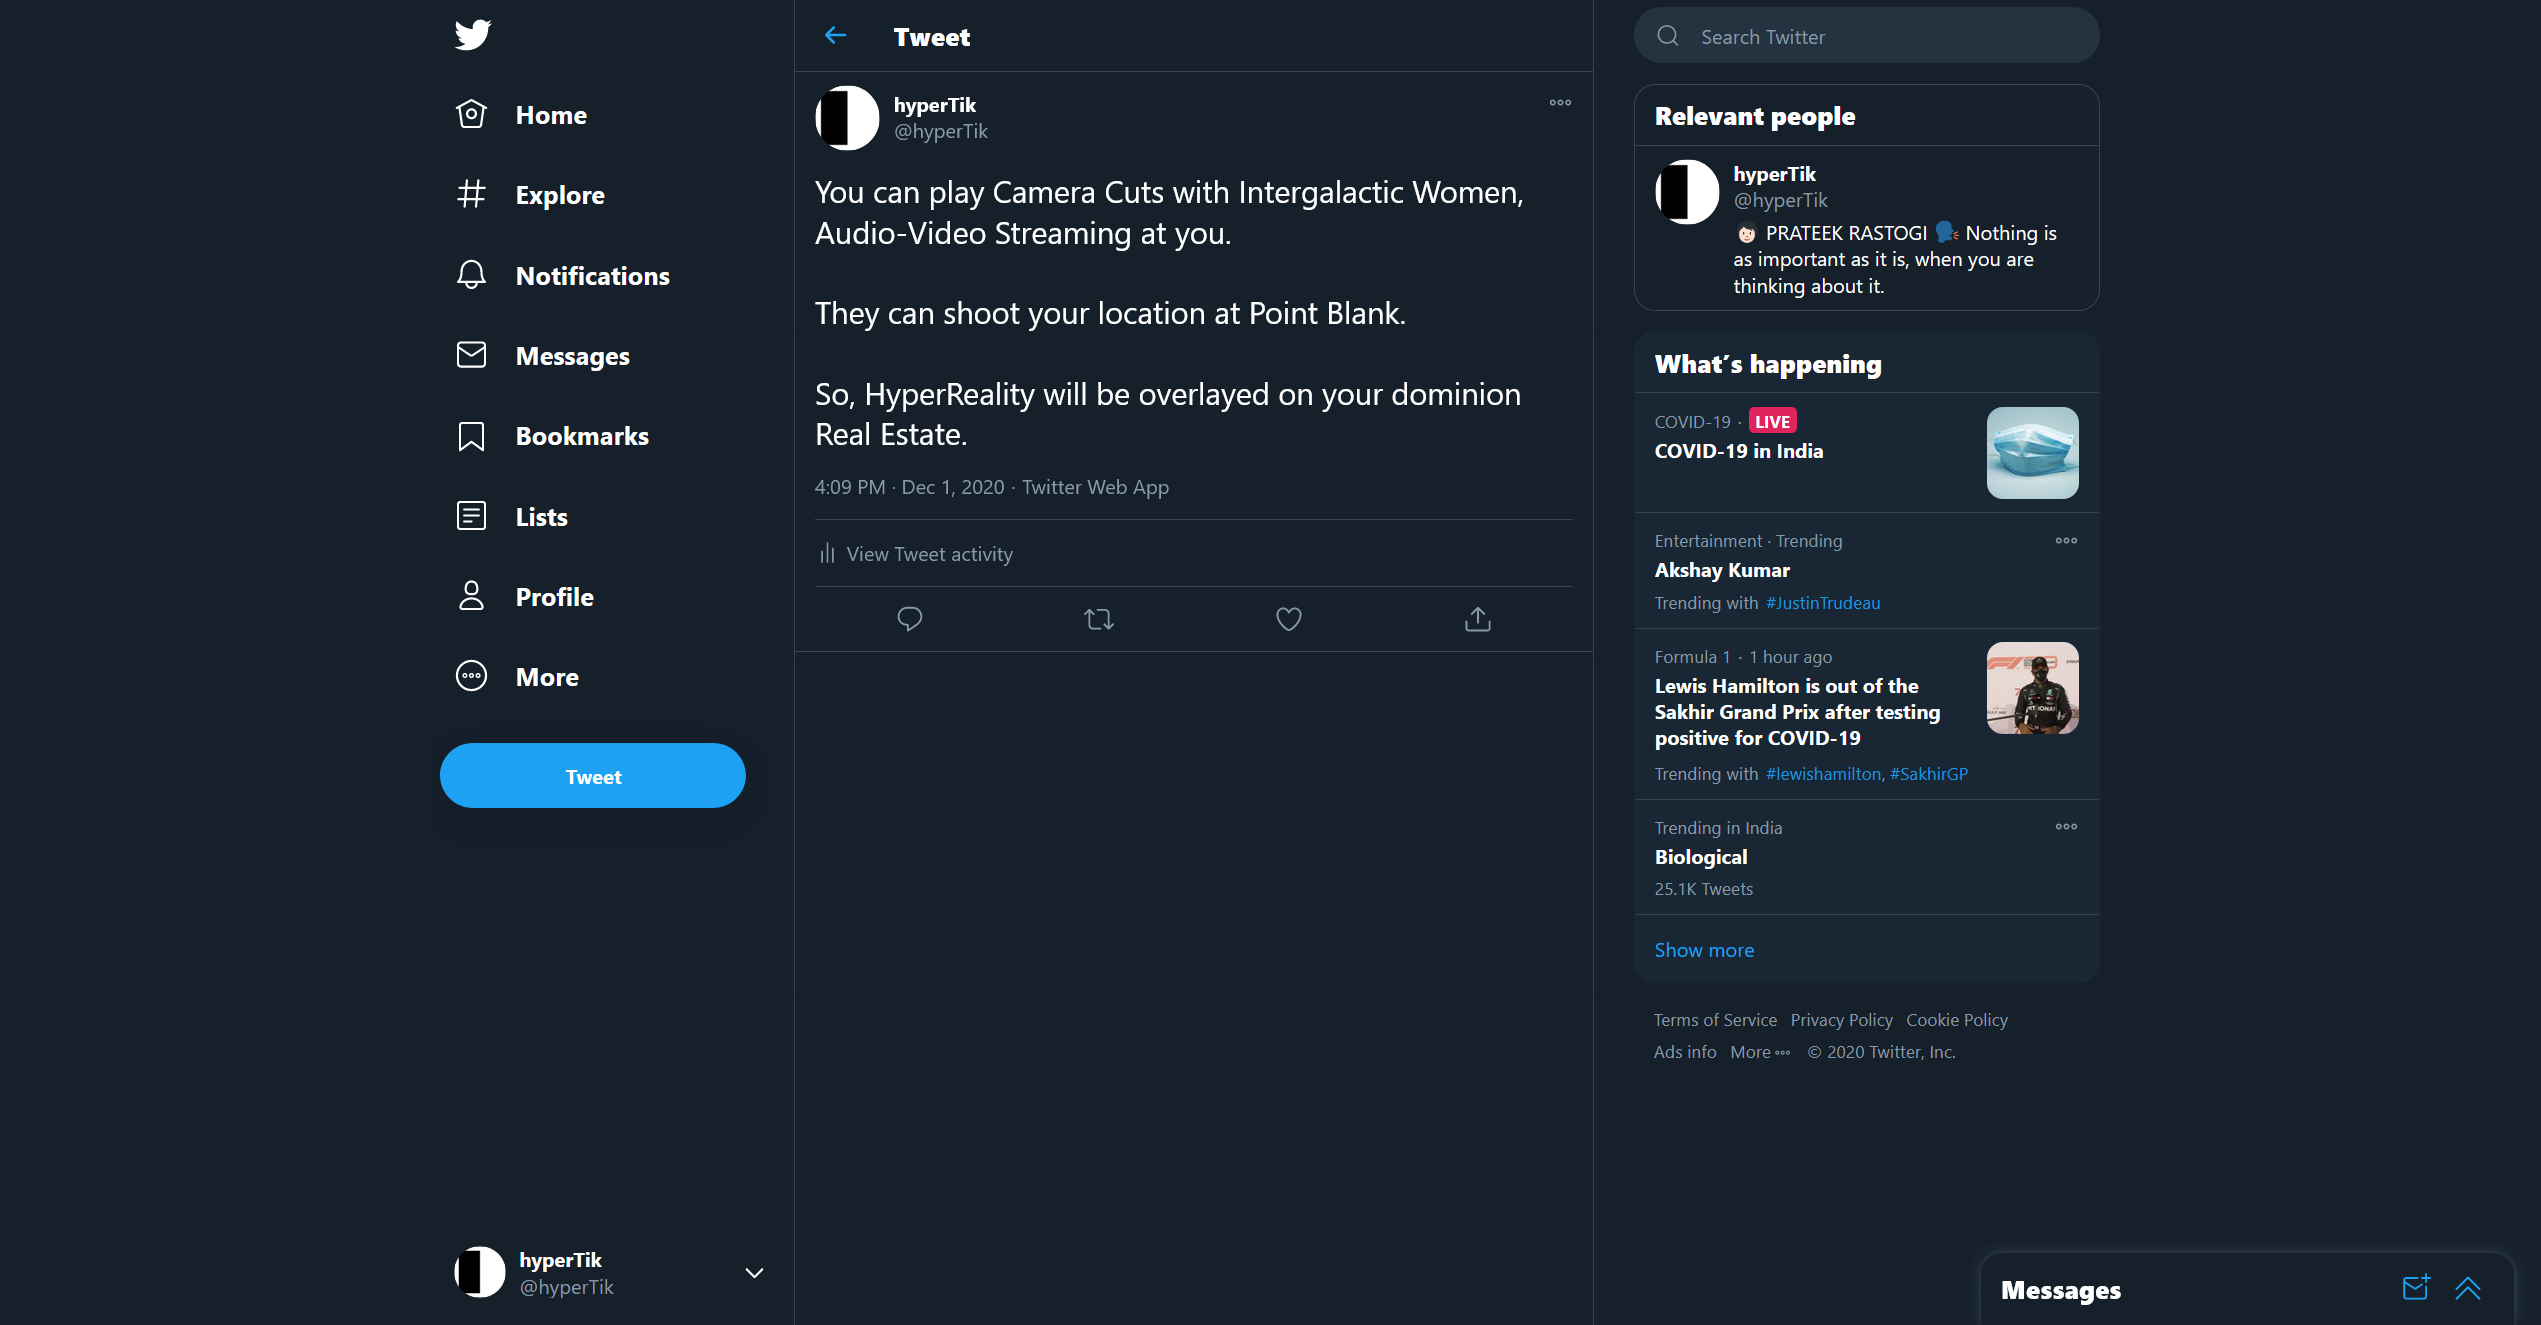 Home
Explore
Notifications
Messages
Bookmarks
Lists
Profile
More
Tweet
hyperTik
@hyperTik
Tweet
hyperTik
@hyperTik
You can play Camera Cuts with Intergalactic Women,
Audio-Video Streaming at you.
They can shoot your location at Point Blank.
So, HyperReality will be overlayed on your dominion
Real Estate.
4:09 PM · Dec 1, 2020 · Twitter Web App
View Tweet activity
Search Twitter
Relevant people
hyperTik
@hyperTik
PRATEEK RASTOGI Nothing is
as important as it is, when you are
thinking about it.
What's happening
COVID-19 · LIVE
COVID-19 in India
Entertainment · Trending
Akshay Kumar
Trending with #JustinTrudeau
Formula 1 · 1 hour ago
Lewis Hamilton is out of the
Sakhir Grand Prix after testing
positive for COVID-19
Trending with #lewishamilton, #SakhirGP
Trending in India
Biological
25.1K Tweets
Show more
Terms of Service Privacy Policy Cookie Policy
Ads info More © 2020 Twitter, Inc.
Messages